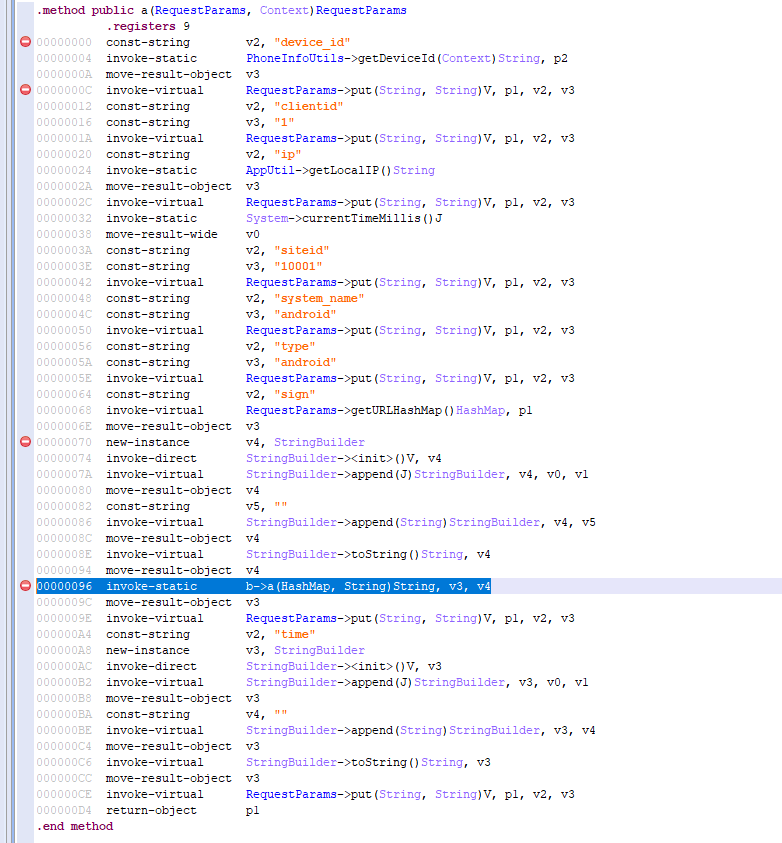 .method public a(RequestParams, Context)RequestParams
.registers 9
00000000 const-string v2, "device_id"
00000004 invoke-static PhoneInfoUtils->getDeviceId(Context)String, p2
0000000A move-result-object v3
0000000C invoke-virtual RequestParams->put(String, String)V, p1, v2, v3
00000012 const-string v2, "clientid"
00000016 const-string v3, "1"
0000001A invoke-virtual RequestParams->put(String, String)V, p1, v2, v3
00000020 const-string v2, "ip"
00000024 invoke-static AppUtil->getLocalIP()String
0000002A move-result-object v3
0000002C invoke-virtual RequestParams->put(String, String)V, p1, v2, v3
00000032 invoke-static System->currentTimeMillis()J
00000038 move-result-wide v0
0000003A const-string v2, "siteid"
0000003E const-string v3, "10001"
00000042 invoke-virtual RequestParams->put(String, String)V, p1, v2, v3
00000048 const-string v2, "system_name"
0000004C const-string v3, "android"
00000050 invoke-virtual RequestParams->put(String, String)V, p1, v2, v3
00000056 const-string v2, "type"
0000005A const-string v3, "android"
0000005E invoke-virtual RequestParams->put(String, String)V, p1, v2, v3
00000064 const-string v2, "sign"
00000068 invoke-virtual RequestParams->getURLHashMap()HashMap, p1
0000006E move-result-object v3
00000070 new-instance v4, StringBuilder
00000074 invoke-direct StringBuilder-><init>()V, v4
0000007A invoke-virtual StringBuilder->append(J)StringBuilder, v4, v0, v1
00000080 move-result-object v4
00000082 const-string v5, ""
00000086 invoke-virtual StringBuilder->append(String)StringBuilder, v4, v5
0000008C move-result-object v4
0000008E invoke-virtual StringBuilder->toString()String, v4
00000094 move-result-object v4
00000096 invoke-static b->a(HashMap, String)String, v3, v4
0000009C move-result-object v3
0000009E invoke-virtual RequestParams->put(String, String)V, p1, v2, v3
000000A4 const-string v2, "time"
000000A8 new-instance v3, StringBuilder
000000AC invoke-direct StringBuilder-><init>()V, v3
000000B2 invoke-virtual StringBuilder->append(J)StringBuilder, v3, v0, v1
000000B8 move-result-object v3
000000BA const-string v4, ""
000000BE invoke-virtual StringBuilder->append(String)StringBuilder, v3, v4
000000C4 move-result-object v3
000000C6 invoke-virtual StringBuilder->toString()String, v3
000000CC move-result-object v3
000000CE invoke-virtual RequestParams->put(String, String)V, p1, v2, v3
000000D4 return-object p1
.end method